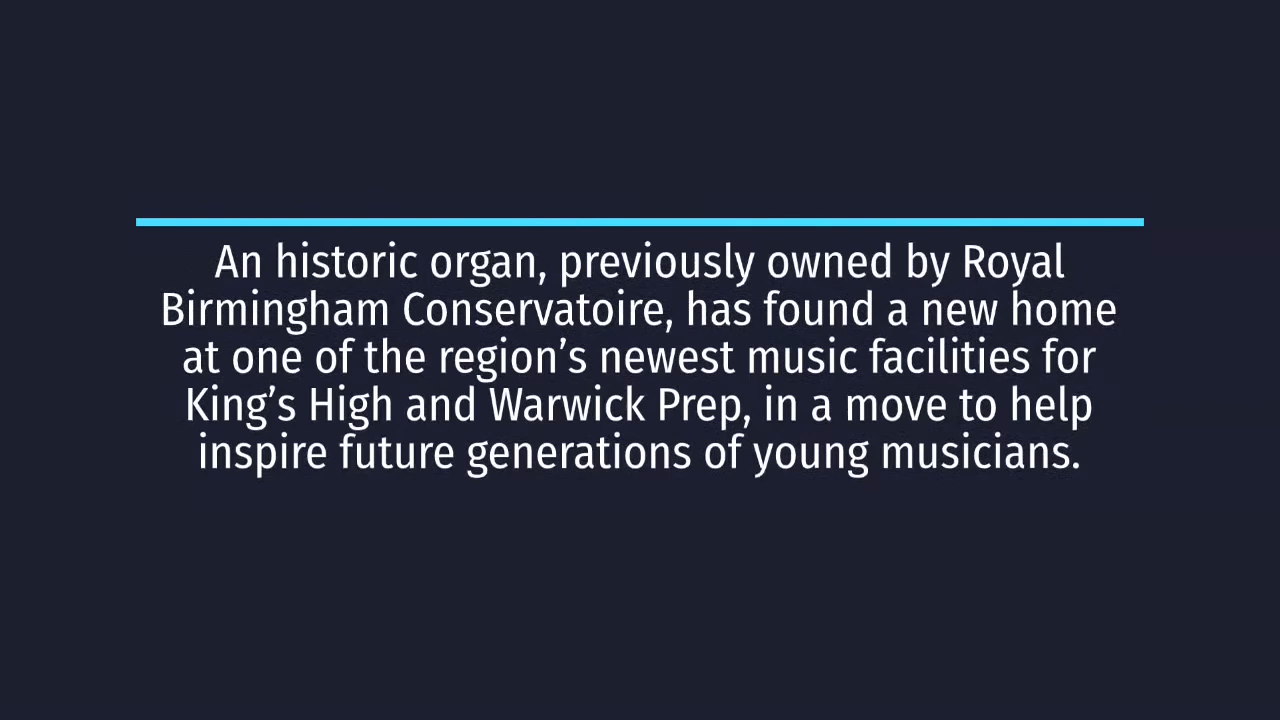 An historic organ, previously owned by Royal
Birmingham Conservatoire, has found a new home
at one of the region’s newest music facilities for
King’s High and Warwick Prep, in a move to help
inspire future generations of young musicians.